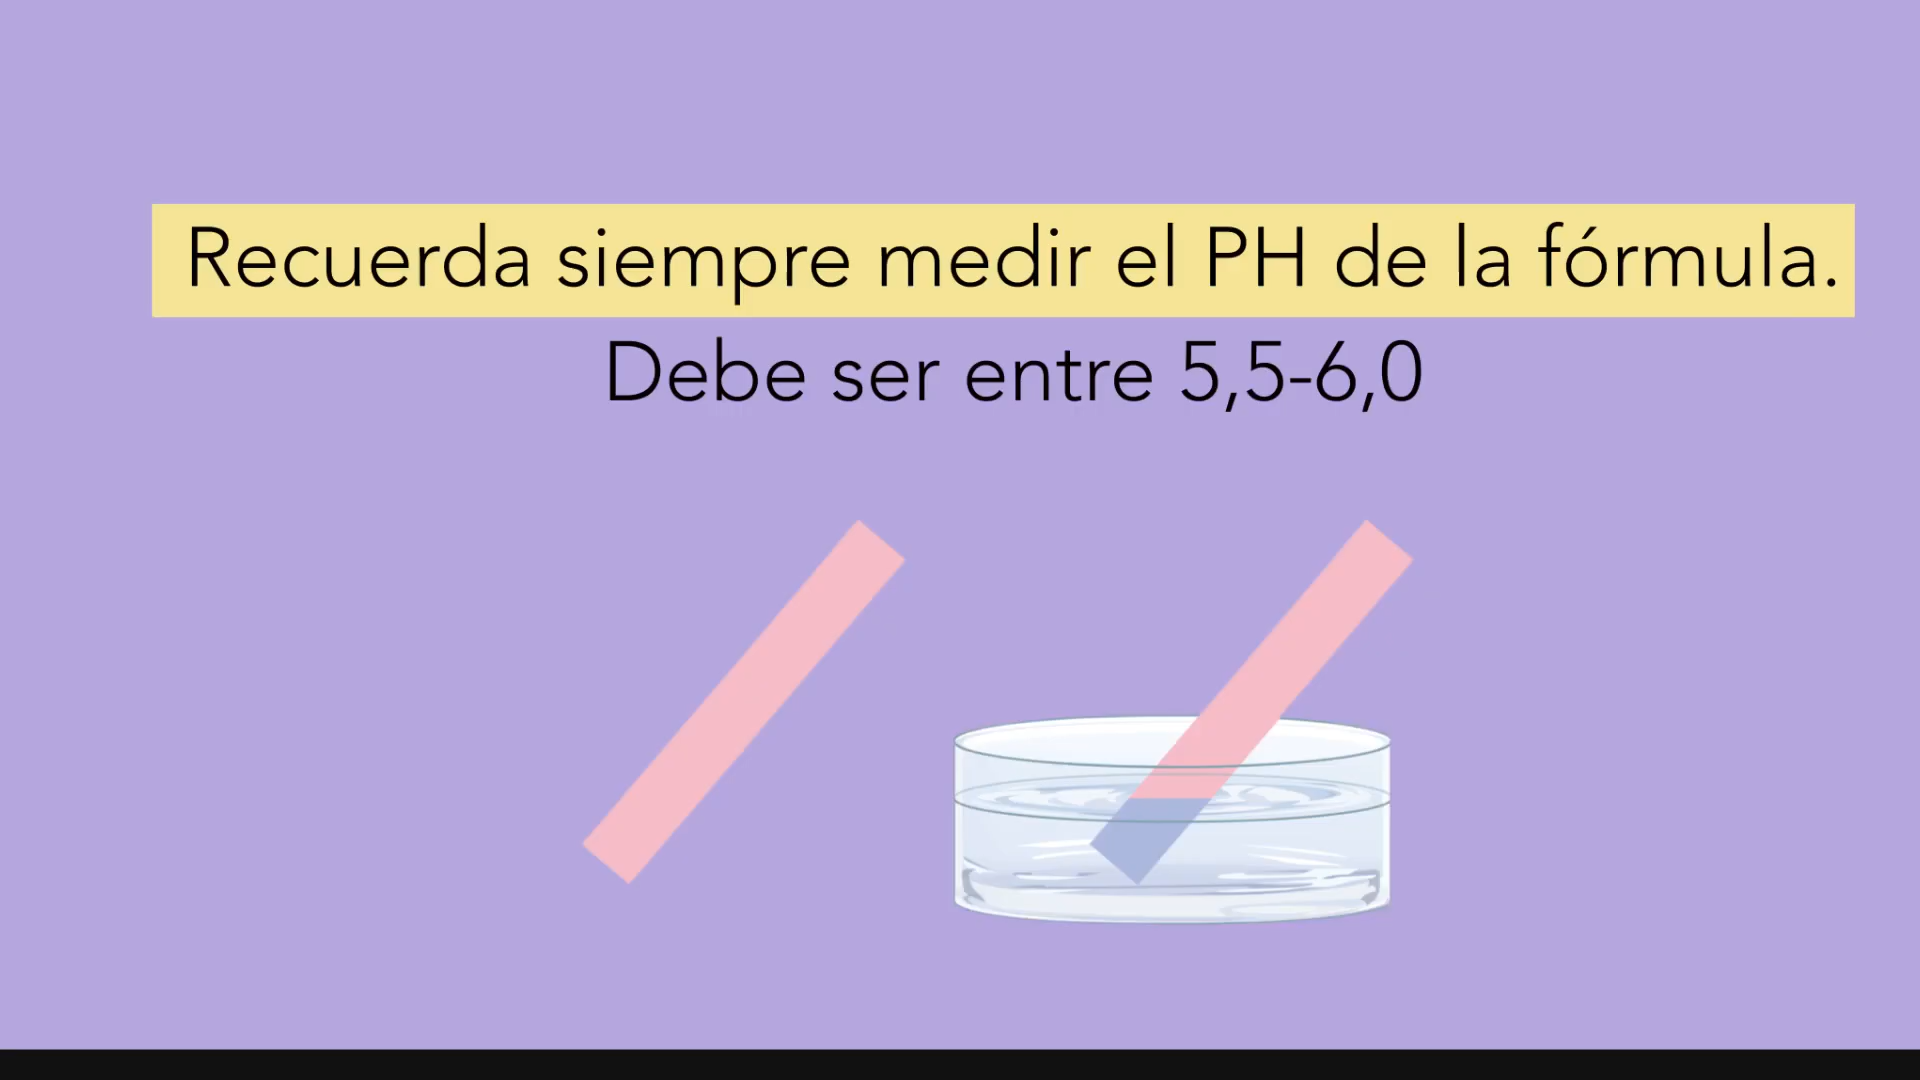 Recuerda siempre medir el PH de la fórmula.
Debe ser entre 5,5-6,0